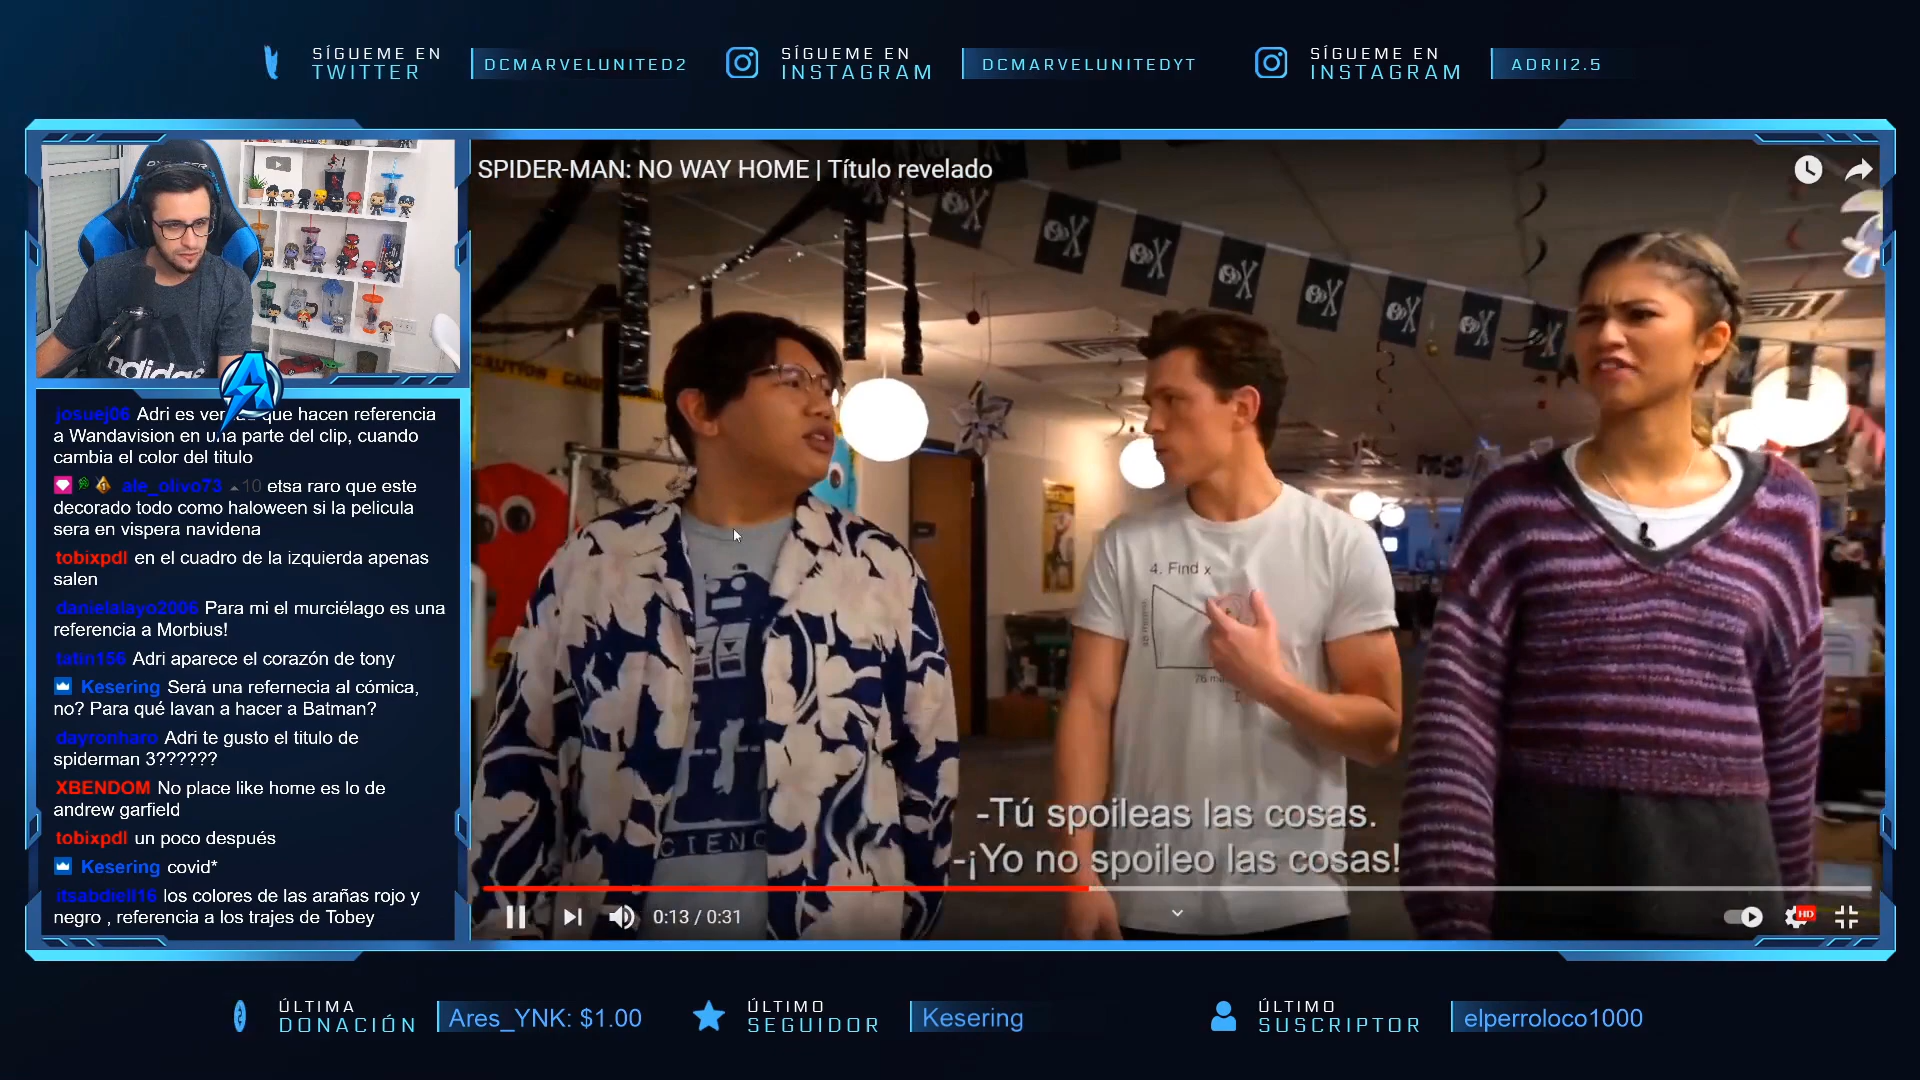 SÍGUEME EN
TWITTER
DCMARVELUNITED2
SÍGUEME EN
INSTAGRAM
DCMARVELUNITEDYT
SÍGUEME EN
INSTAGRAM
ADRII2.5
SPIDER-MAN: NO WAY HOME | Título revelado
adidas
josuej06 Adri es que hacen referencia
a Wandavision en una parte del clip, cuando
cambia el color del titulo
ale_olivo73 10 etsa raro que este
decorado todo como haloween si la pelicula
sera en vispera navidena
tobixpdl en el cuadro de la izquierda apenas
salen
danielalayo2006 Para mi el murciélago es una
referencia a Morbius!
tatin156 Adri aparece el corazón de tony
Kesering Será una refernecia al cómica,
no? Para qué lavan a hacer a Batman?
dayronharo Adri te gusto el titulo de
spiderman 3??????
XBENDOM No place like home es lo de
andrew garfield
tobixpdl un poco después
Kesering covid*
itsabdiell16 los colores de las arañas rojo y
negro , referencia a los trajes de Tobey
CAUTION
4. Find x
-Tú spoileas las cosas.
-¡Yo no spoileo las cosas!
0:13 / 0:31
HD
ÚLTIMA
DONACIÓN
Ares_YNK: $1.00
ÚLTIMO
SEGUIDOR
Kesering
ÚLTIMO
SUSCRIPTOR
elperroloco1000